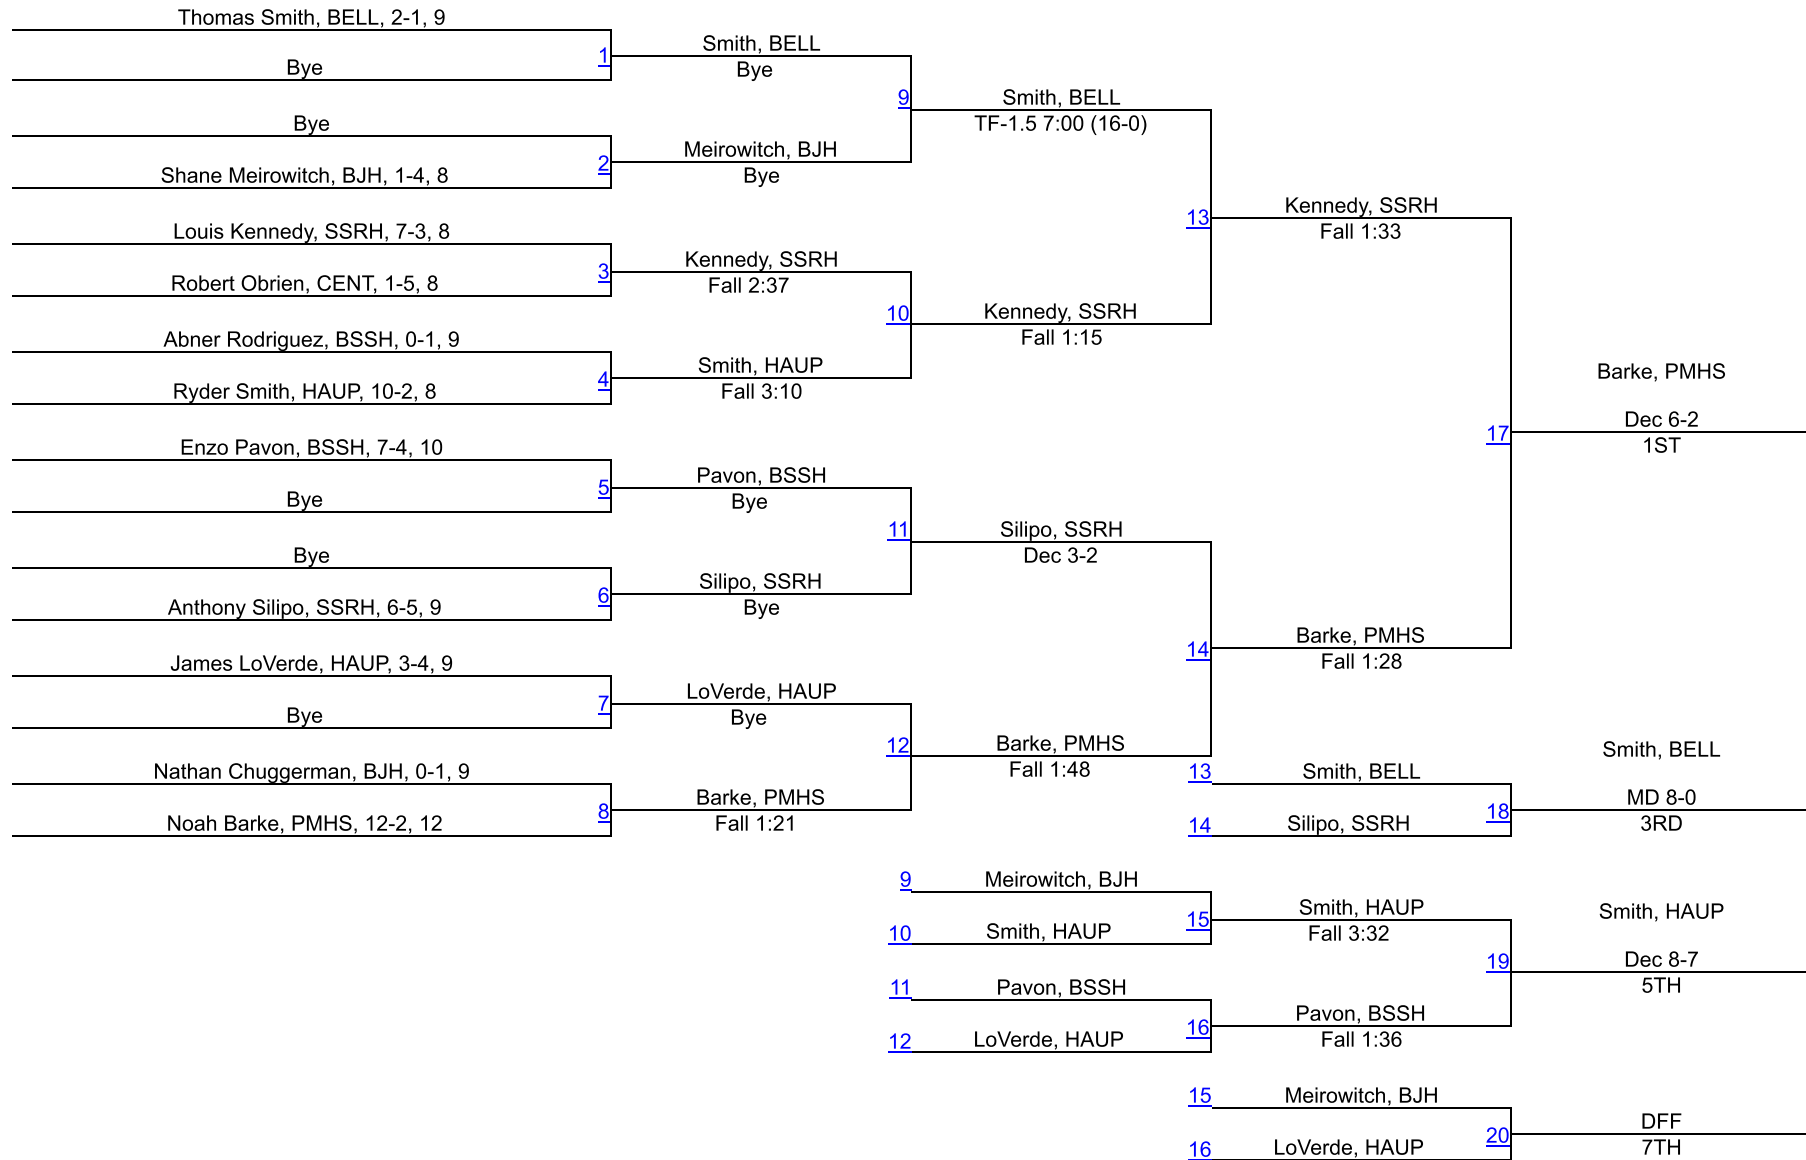 Thomas Smith, BELL, 2-1, 9
1
Bye
Smith, BELL
Bye
9
Bye
2
Shane Meirowitch, BJH, 1-4, 8
Meirowitch, BJH
Bye
Smith, BELL
TF-1.5 7:00 (16-0)
13
Louis Kennedy, SSRH, 7-3, 8
3
Robert Obrien, CENT, 1-5, 8
Kennedy, SSRH
Fall 2:37
10
Abner Rodriguez, BSSH, 0-1, 9
4
Ryder Smith, HAUP, 10-2, 8
Smith, HAUP
Fall 3:10
Kennedy, SSRH
Fall 1:15
Kennedy, SSRH
Fall 1:33
17
Enzo Pavon, BSSH, 7-4, 10
5
Bye
Pavon, BSSH
Bye
11
Bye
6
Anthony Silipo, SSRH, 6-5, 9
Silipo, SSRH
Bye
Silipo, SSRH
Dec 3-2
14
James LoVerde, HAUP, 3-4, 9
7
Bye
LoVerde, HAUP
Bye
12
Nathan Chuggerman, BJH, 0-1, 9
8
Noah Barke, PMHS, 12-2, 12
Barke, PMHS
Fall 1:21
Barke, PMHS
Fall 1:48
Barke, PMHS
Fall 1:28
Barke, PMHS
Dec 6-2
1ST
13
Smith, BELL
18
14
Silipo, SSRH
Smith, BELL
MD 8-0
3RD
9
Meirowitch, BJH
15
10
Smith, HAUP
Smith, HAUP
Fall 3:32
19
11
Pavon, BSSH
16
12
LoVerde, HAUP
Pavon, BSSH
Fall 1:36
Smith, HAUP
Dec 8-7
5TH
15
Meirowitch, BJH
20
16
LoVerde, HAUP
DFF
7TH